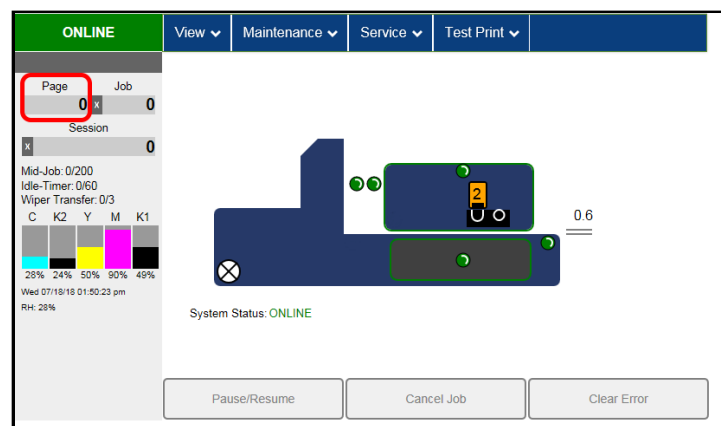 ONLINE View Maintenance Service Test Print
Page Job
0 x 0
Session
x 0
Mid-Job: 0/200
Idle-Timer: 0/60
Wiper Transfer: 0/3
C K2 Y M K1
28% 24% 50% 90% 49%
Wed 07/18/18 01:50:23 pm
RH: 28%
2
0.6
System Status: ONLINE
Pause/Resume Cancel Job Clear Error